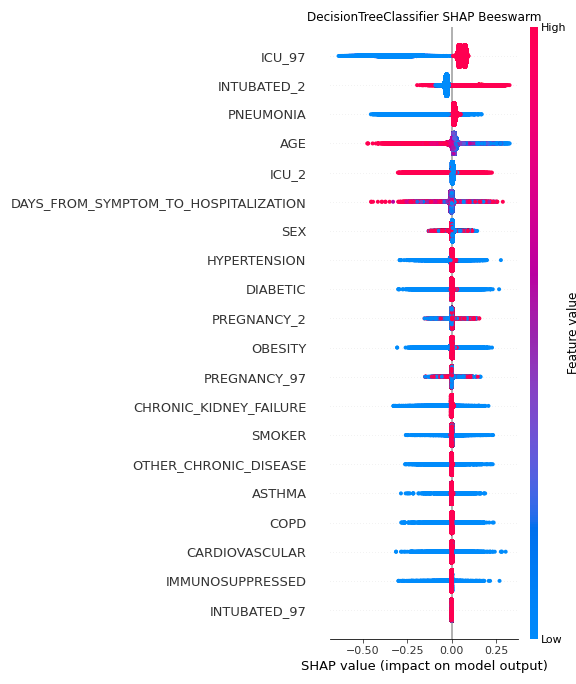 DecisionTreeClassifier SHAP Beeswarm
High
ICU_97
INTUBATED_2
PNEUMONIA
AGE
ICU_2
DAYS_FROM_SYMPTOM_TO_HOSPITALIZATION
SEX
HYPERTENSION
DIABETIC
PREGNANCY_2
OBESITY
PREGNANCY_97
CHRONIC_KIDNEY_FAILURE
SMOKER
OTHER_CHRONIC_DISEASE
ASTHMA
COPD
CARDIOVASCULAR
IMMUNOSUPPRESSED
INTUBATED_97
Feature value
Low
−0.50 −0.25 0.00 0.25
SHAP value (impact on model output)